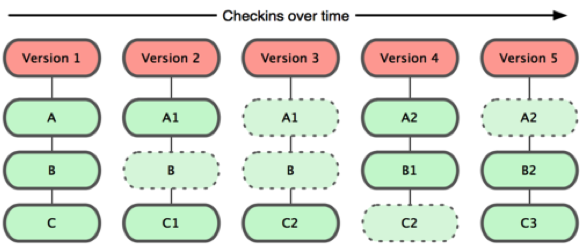 Checkins over time
Version 1 Version 2 Version 3 Version 4 Version 5
A A1 A1 A2 A2
B B B B1 B2
C C1 C2 C2 C3